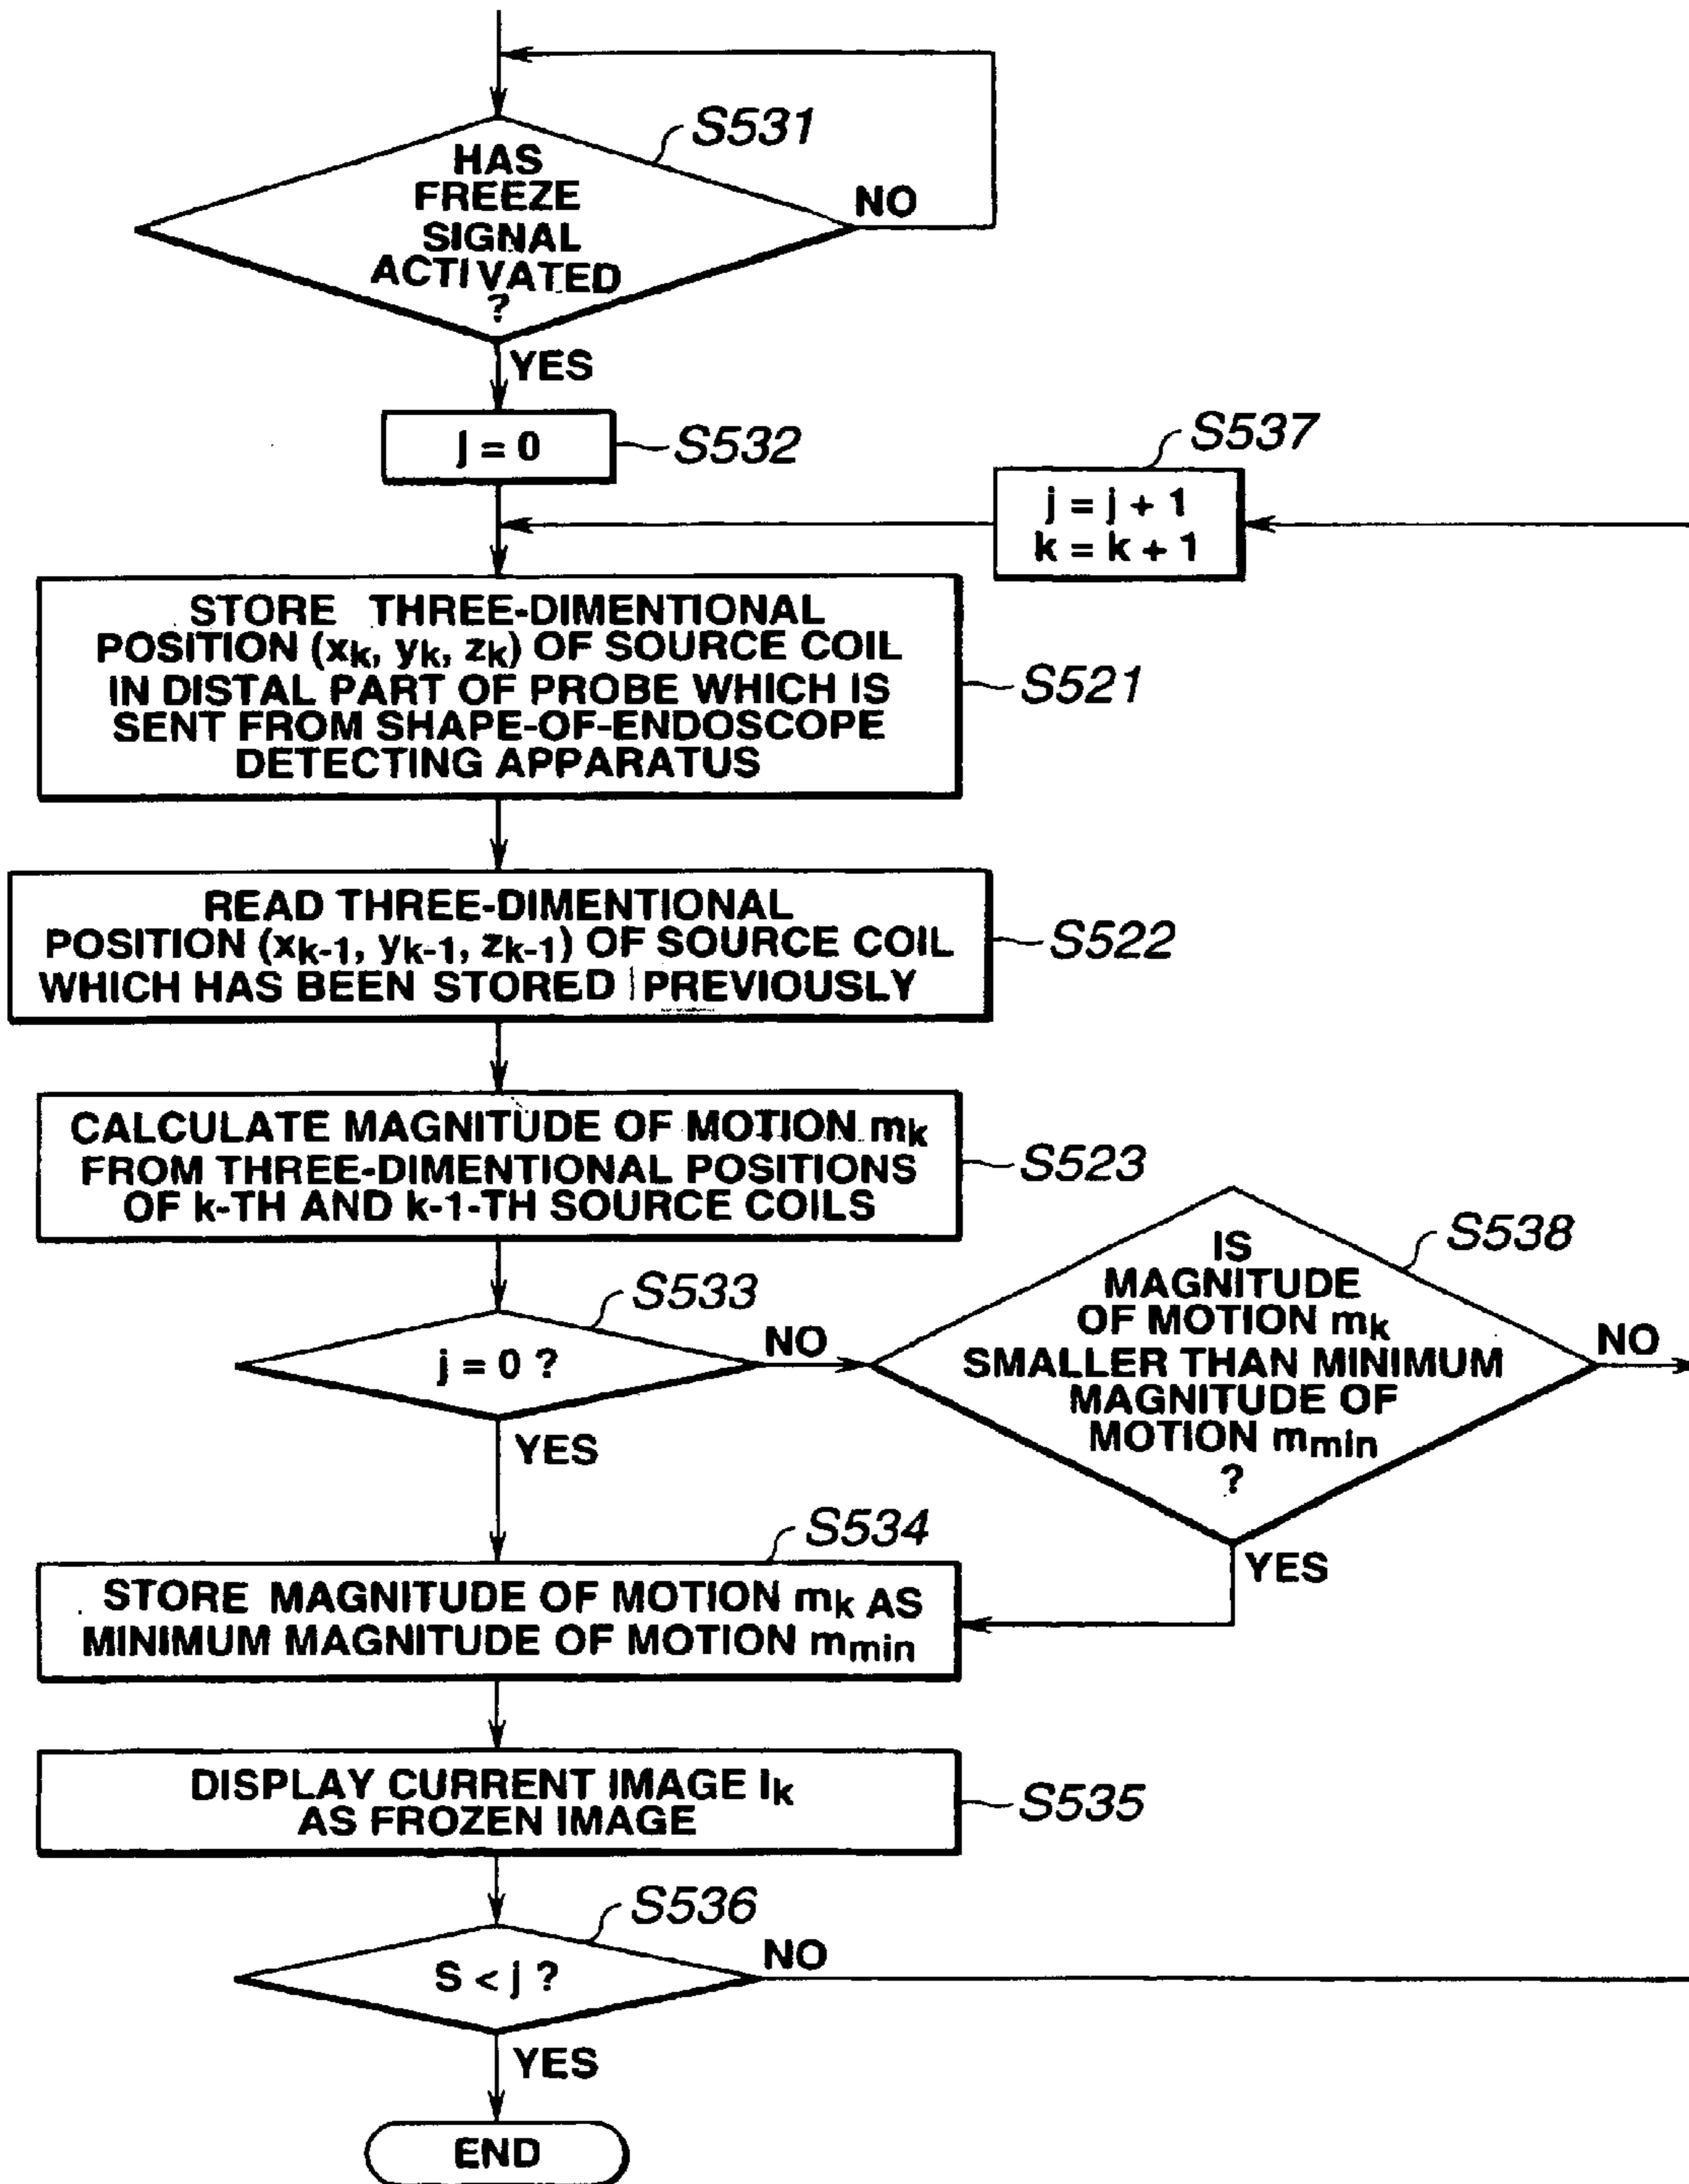 S531
HAS
FREEZE
SIGNAL
ACTIVATED
?
NO
YES
j = 0
S532
S537
j = j + 1
k = k + 1
STORE THREE-DIMENTIONAL
POSITION (xk, yk, zk) OF SOURCE COIL
IN DISTAL PART OF PROBE WHICH IS
SENT FROM SHAPE-OF-ENDOSCOPE
DETECTING APPARATUS
S521
READ THREE-DIMENTIONAL
POSITION (xk-1, yk-1, zk-1) OF SOURCE COIL
WHICH HAS BEEN STORED PREVIOUSLY
S522
CALCULATE MAGNITUDE OF MOTION mk
FROM THREE-DIMENTIONAL POSITIONS
OF k-TH AND k-1-TH SOURCE COILS
S523
S533
j = 0 ?
NO
YES
S538
IS
MAGNITUDE
OF MOTION mk
SMALLER THAN MINIMUM
MAGNITUDE OF
MOTION mmin
?
NO
YES
S534
STORE MAGNITUDE OF MOTION mk AS
MINIMUM MAGNITUDE OF MOTION mmin
DISPLAY CURRENT IMAGE Ik
AS FROZEN IMAGE
S535
S536
S < j ?
NO
YES
END